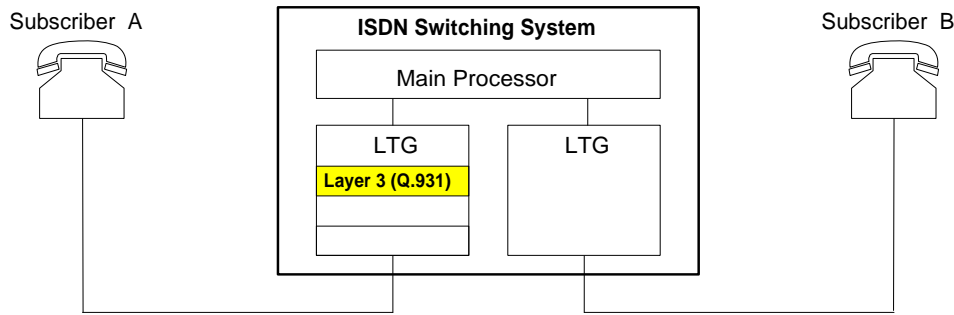 Subscriber A
ISDN Switching System
Subscriber B
Main Processor
LTG
LTG
Layer 3 (Q.931)